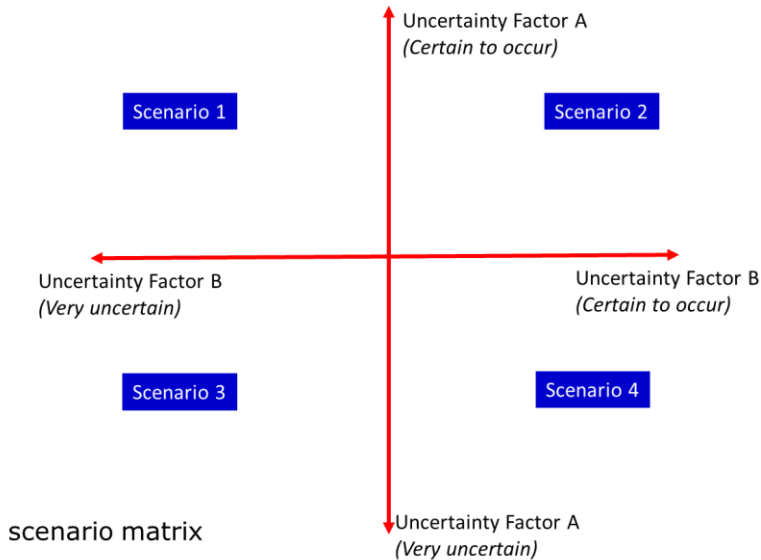 Uncertainty Factor A
(Certain to occur)
Scenario 1
Scenario 2
Uncertainty Factor B
(Very uncertain)
Uncertainty Factor B
(Certain to occur)
Scenario 3
Scenario 4
scenario matrix
Uncertainty Factor A
(Very uncertain)